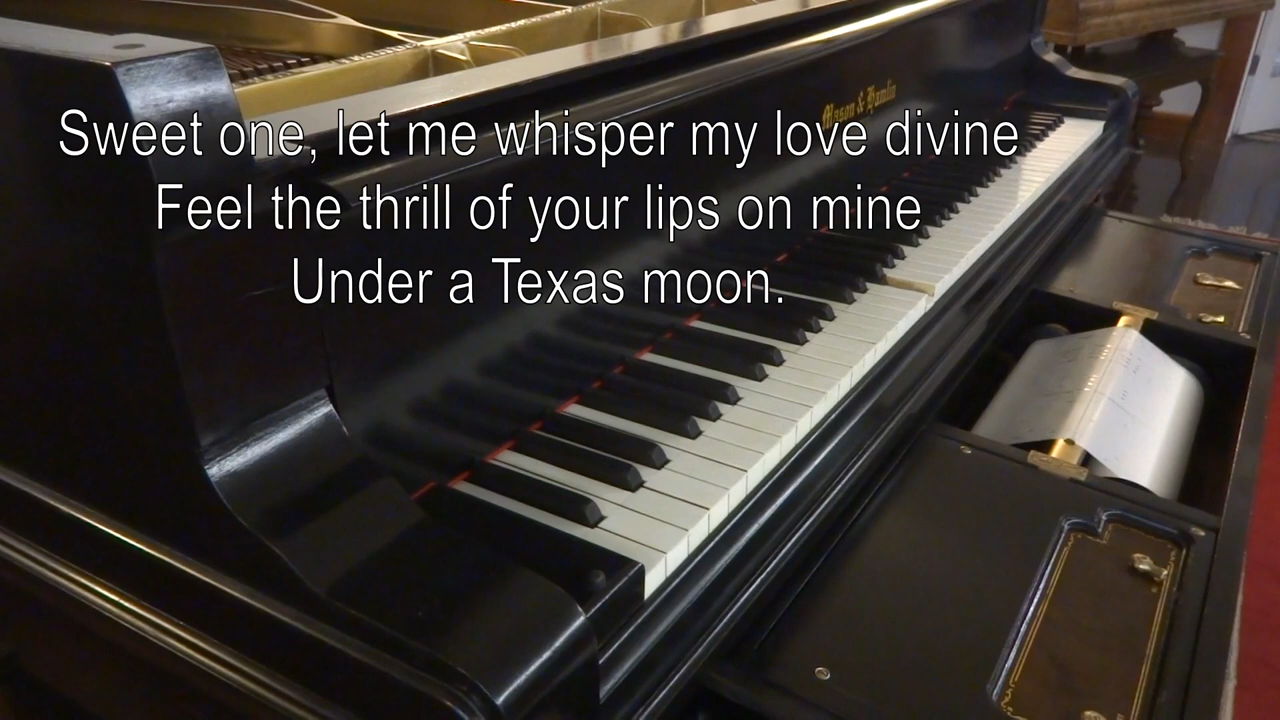 Mason & Hamlin
Sweet one, let me whisper my love divine
Feel the thrill of your lips on mine
Under a Texas moon.